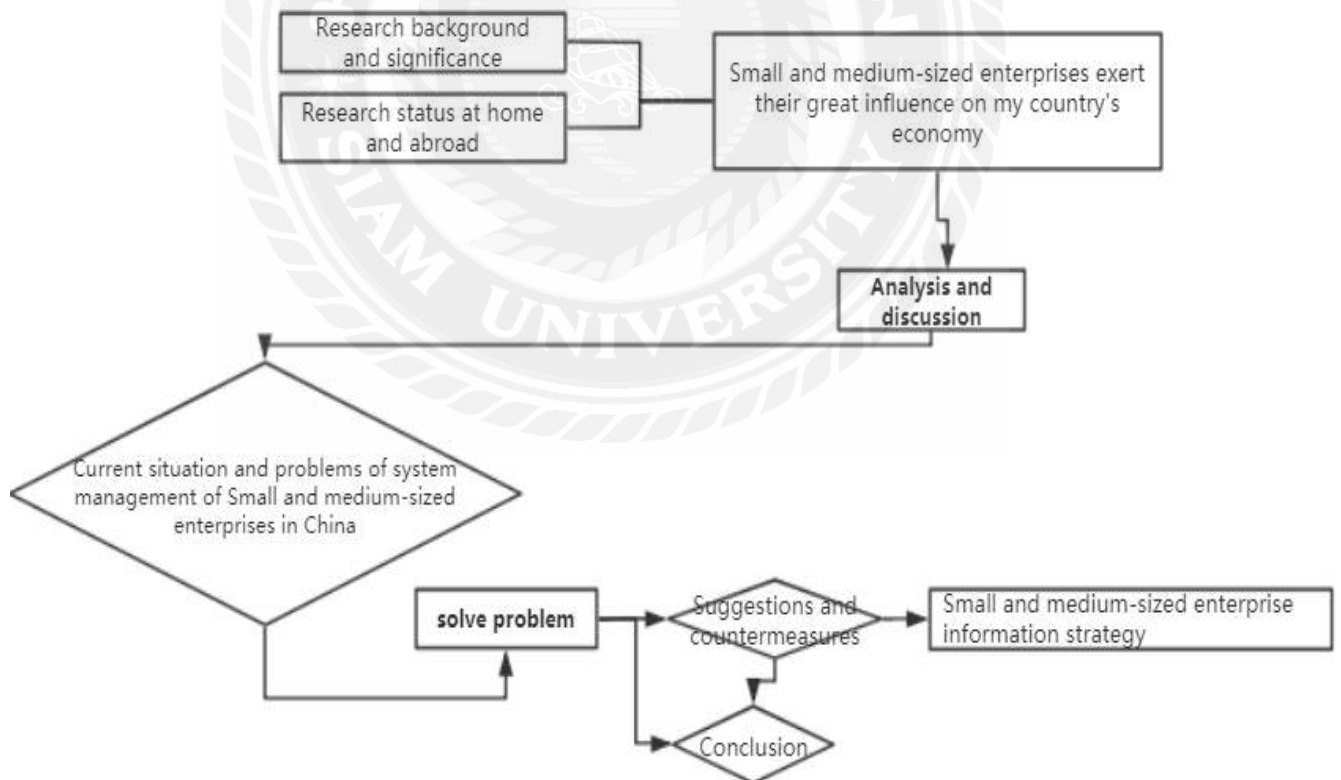 Research background
and significance
Research status at home
and abroad
Small and medium-sized enterprises exert
their great influence on my country's
economy
SIAM UNIVERSITY
Analysis and
discussion
Current situation and problems of system
management of Small and medium-sized
enterprises in China
solve problem
Suggestions and
countermeasures
Small and medium-sized enterprise
information strategy
Conclusion